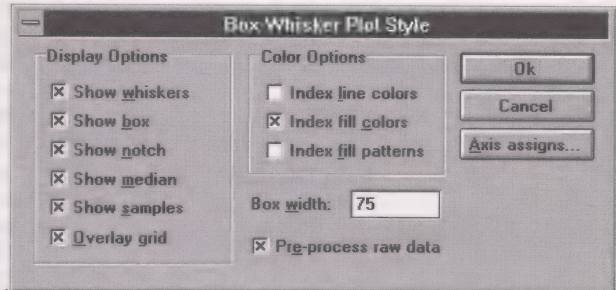 Box-Whisker Plot Style
Display Options
Show whiskers
Show box
Show notch
Show median
Show samples
Overlay grid
Color Options
Index line colors
Index fill colors
Index fill patterns
Box width: 75
Pre-process raw data
Ok
Cancel
Axis assigns...